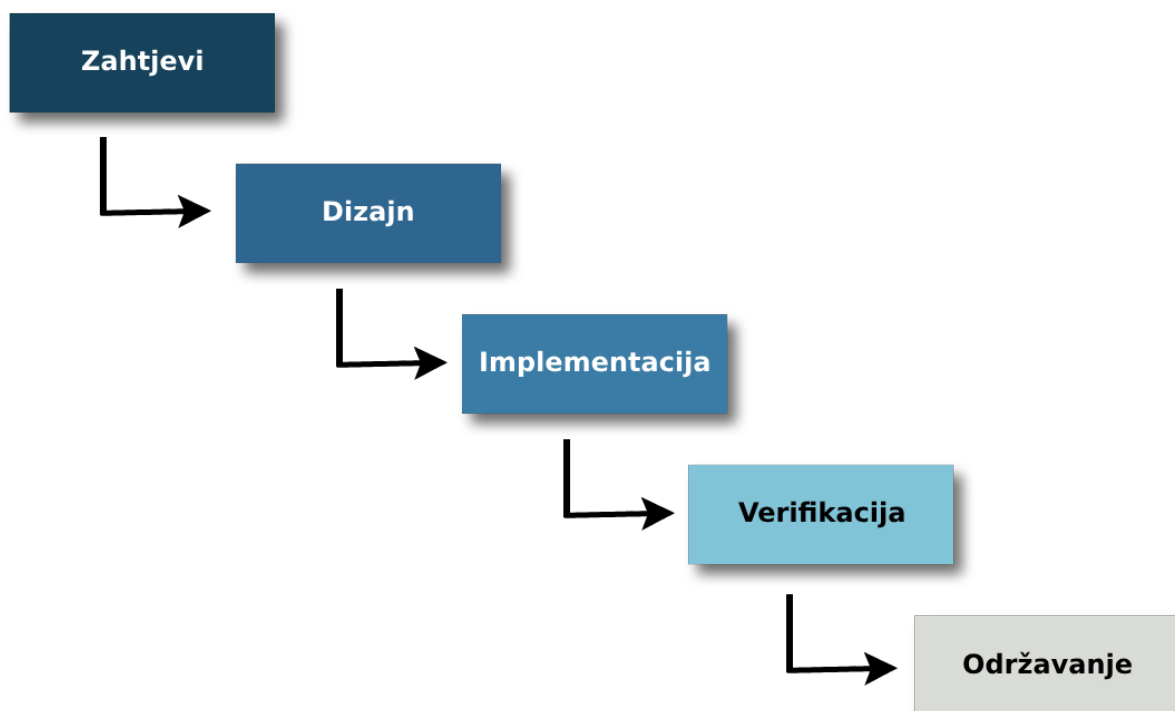 Zahtjevi
Dizajn
Implementacija
Verifikacija
Održavanje